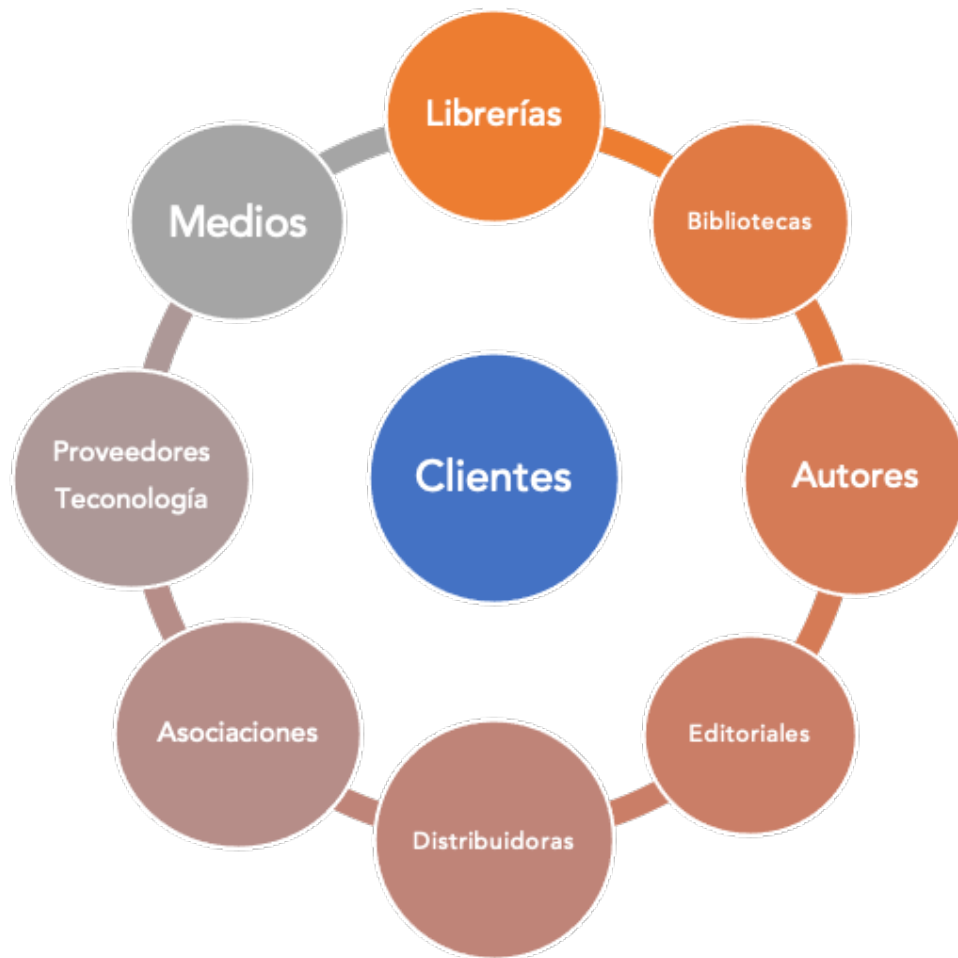 Librerías
Bibliotecas
Autores
Editoriales
Distribuidoras
Asociaciones
Proveedores
Teconología
Medios
Clientes